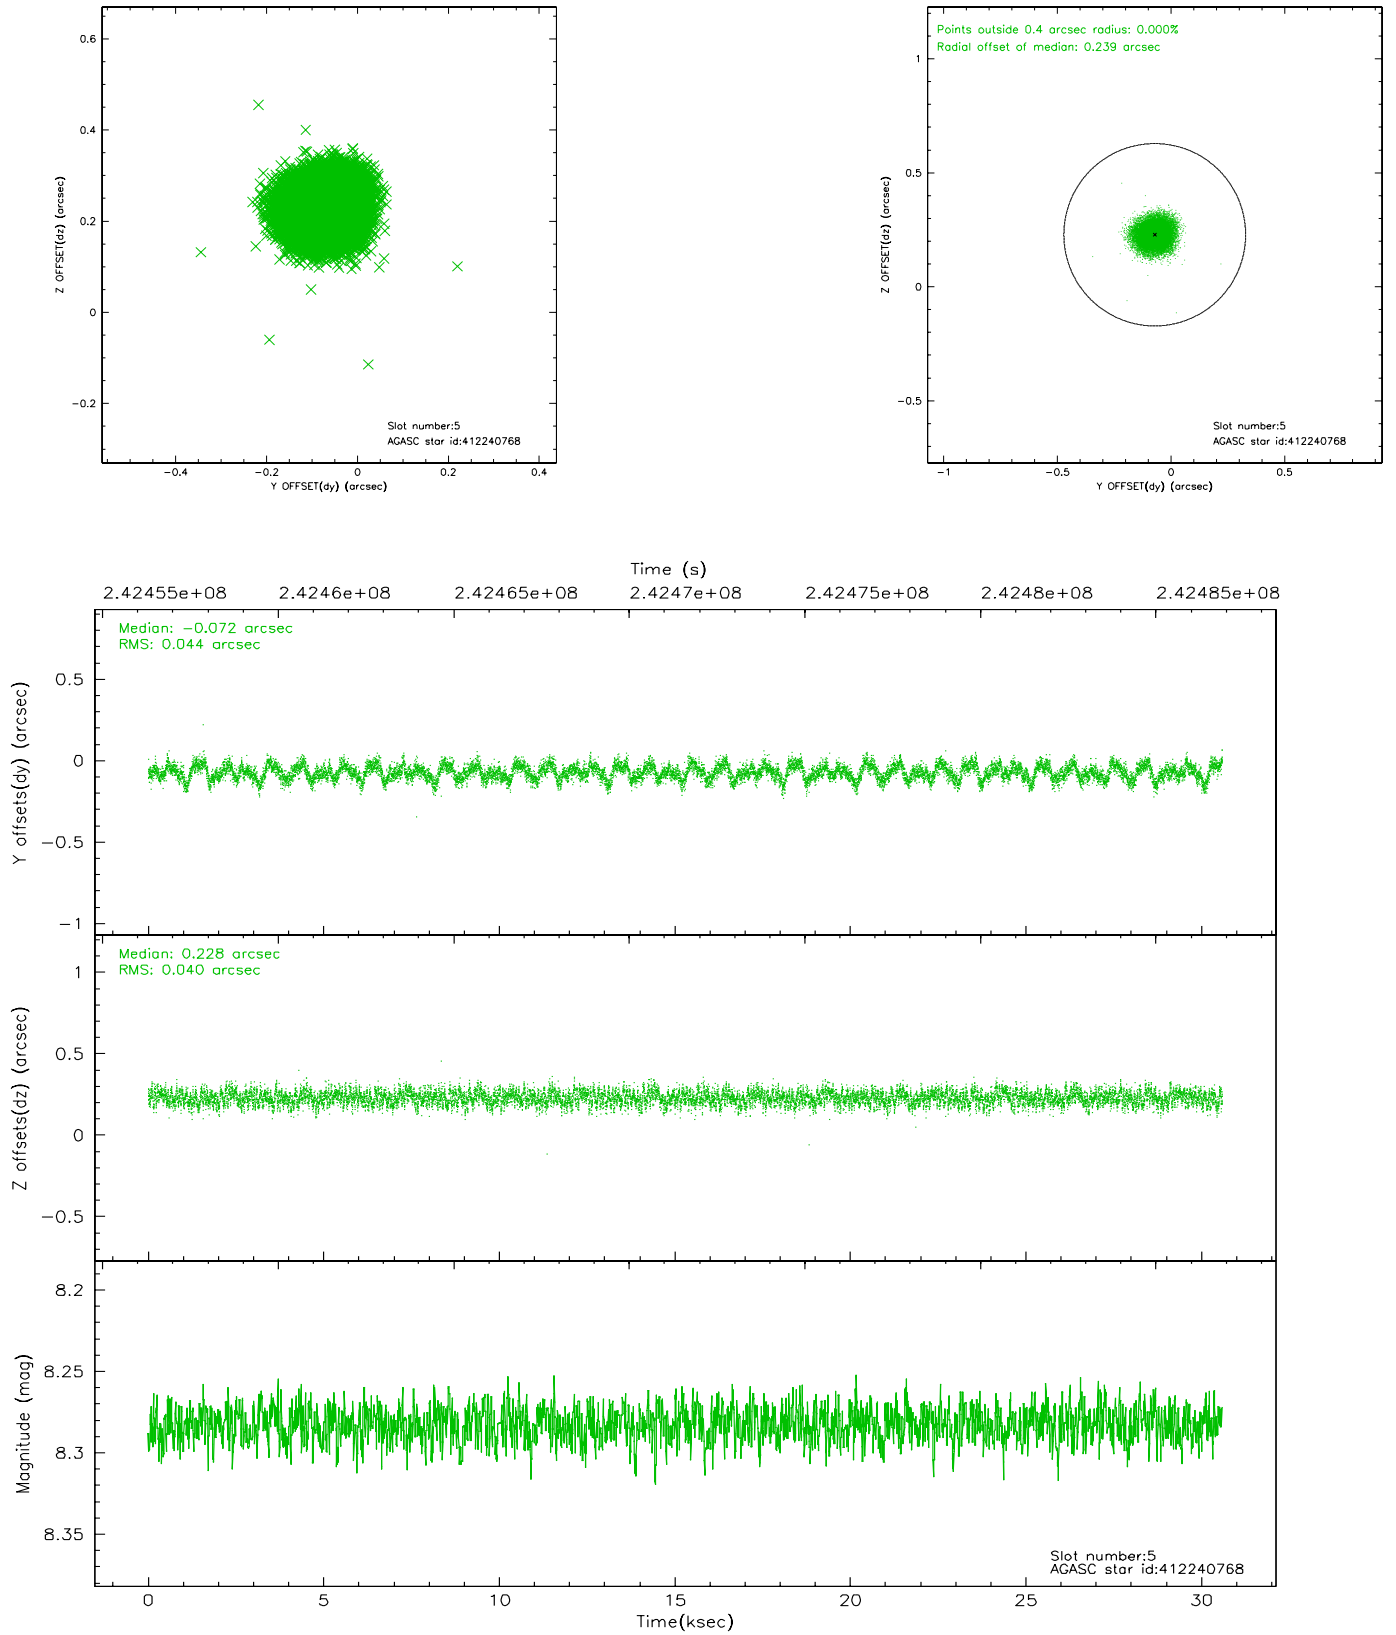 0.6
0.4
0.2
0
−0.2
Z OFFSET(dz) (arcsec)
Slot number:5
AGASC star id:412240768
−0.4 −0.2 0 0.2 0.4
Y OFFSET(dy) (arcsec)
Points outside 0.4 arcsec radius: 0.000%
Radial offset of median: 0.239 arcsec
1
0.5
0
−0.5
Z OFFSET(dz) (arcsec)
Slot number:5
AGASC star id:412240768
−1 −0.5 0 0.5
Y OFFSET(dy) (arcsec)
Time (s)
2.42455e+08 2.4246e+08 2.42465e+08 2.4247e+08 2.42475e+08 2.4248e+08 2.42485e+08
Median: −0.072 arcsec
RMS: 0.044 arcsec
0.5
0
−0.5
−1
Y offsets(dy) (arcsec)
Median: 0.228 arcsec
RMS: 0.040 arcsec
1
0.5
0
−0.5
Z offsets(dz) (arcsec)
8.2
8.25
8.3
8.35
Magnitude (mag)
Slot number:5
AGASC star id:412240768
0 5 10 15 20 25 30
Time(ksec)